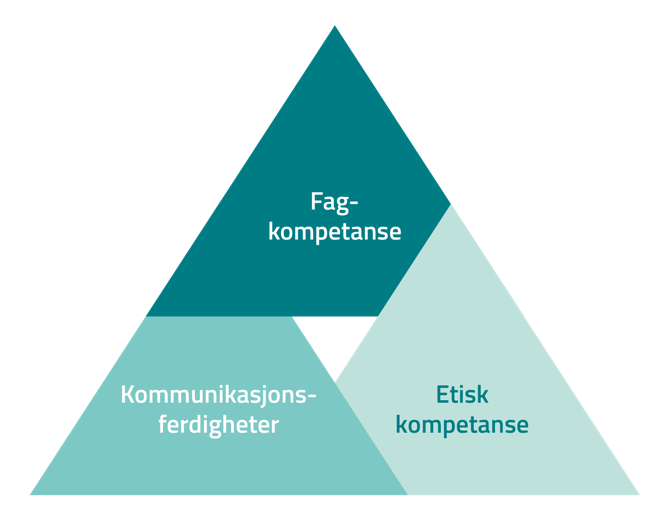 Fag-
kompetanse
Kommunikasjons-
ferdigheter
Etisk
kompetanse